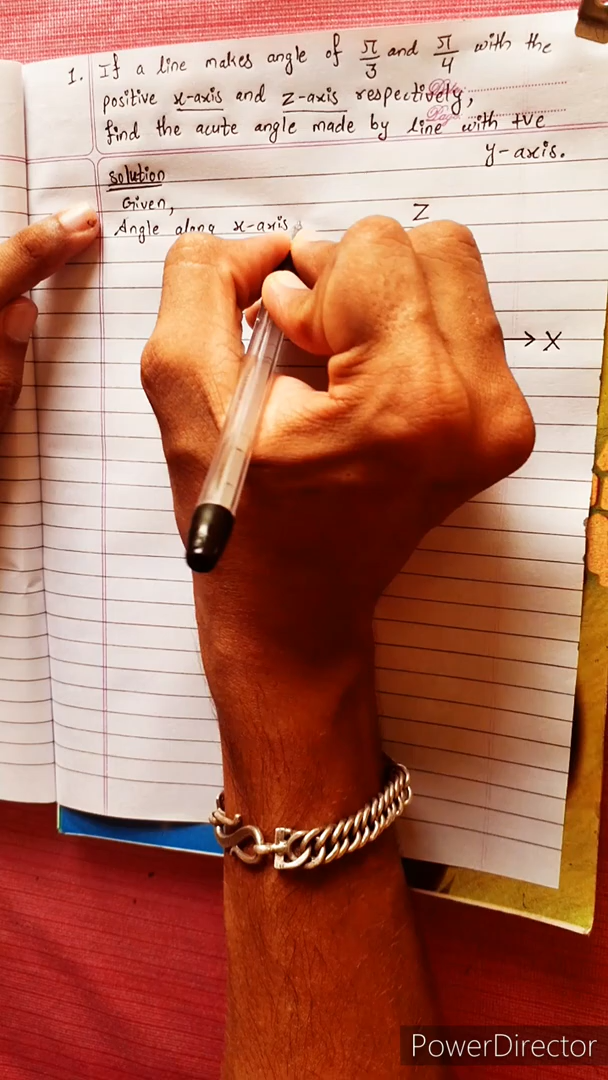 1. If a line makes angle of π/3 and π/4 with the
positive x-axis and z-axis respectively,
find the acute angle made by line with +ve
y-axis.
solution
Given,
Angle along x-axis
Z
X
PowerDirector